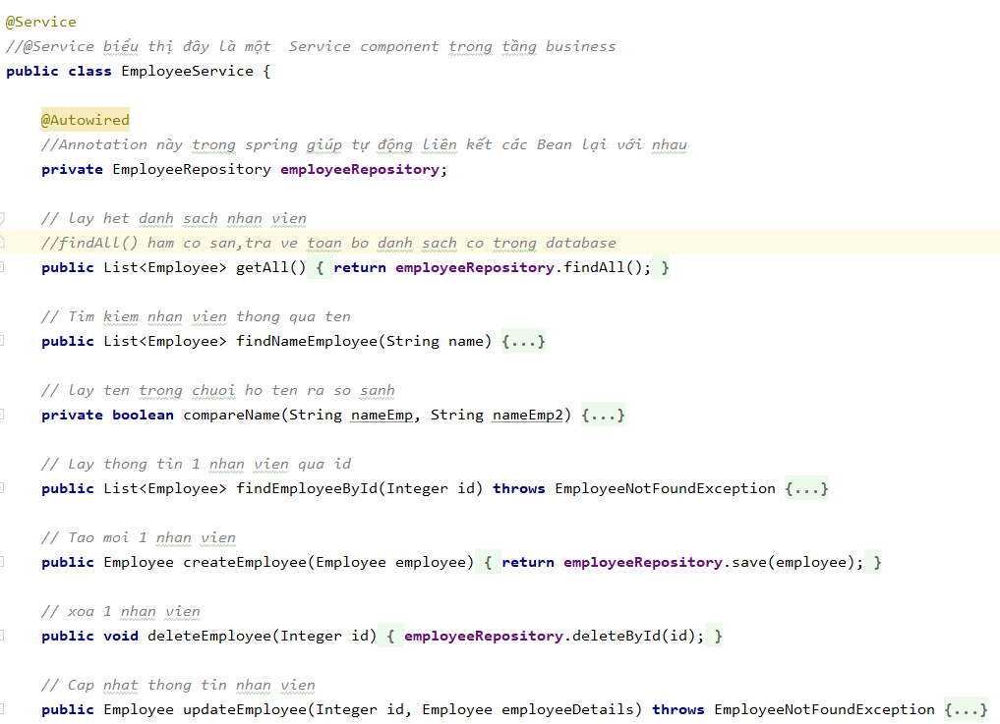 @Service
//@Service biểu thị đây là một  Service component trong tầng business
public class EmployeeService {
@Autowired
//Annotation này trong spring giúp tự động liên kết các Bean lại với nhau
private EmployeeRepository employeeRepository;
// lay het danh sach nhan vien
//findAll() ham co san,tra ve toan bo danh sach co trong database
public List<Employee> getAll() { return employeeRepository.findAll(); }
// Tim kiem nhan vien thong qua ten
public List<Employee> findNameEmployee(String name) {...}
// lay ten trong chuoi ho ten ra so sanh
private boolean compareName(String nameEmp, String nameEmp2) {...}
// Lay thong tin 1 nhan vien qua id
public List<Employee> findEmployeeById(Integer id) throws EmployeeNotFoundException {...}
// Tao moi 1 nhan vien
public Employee createEmployee(Employee employee) { return employeeRepository.save(employee); }
// xoa 1 nhan vien
public void deleteEmployee(Integer id) { employeeRepository.deleteById(id); }
// Cap nhat thong tin nhan vien
public Employee updateEmployee(Integer id, Employee employeeDetails) throws EmployeeNotFoundException {...}